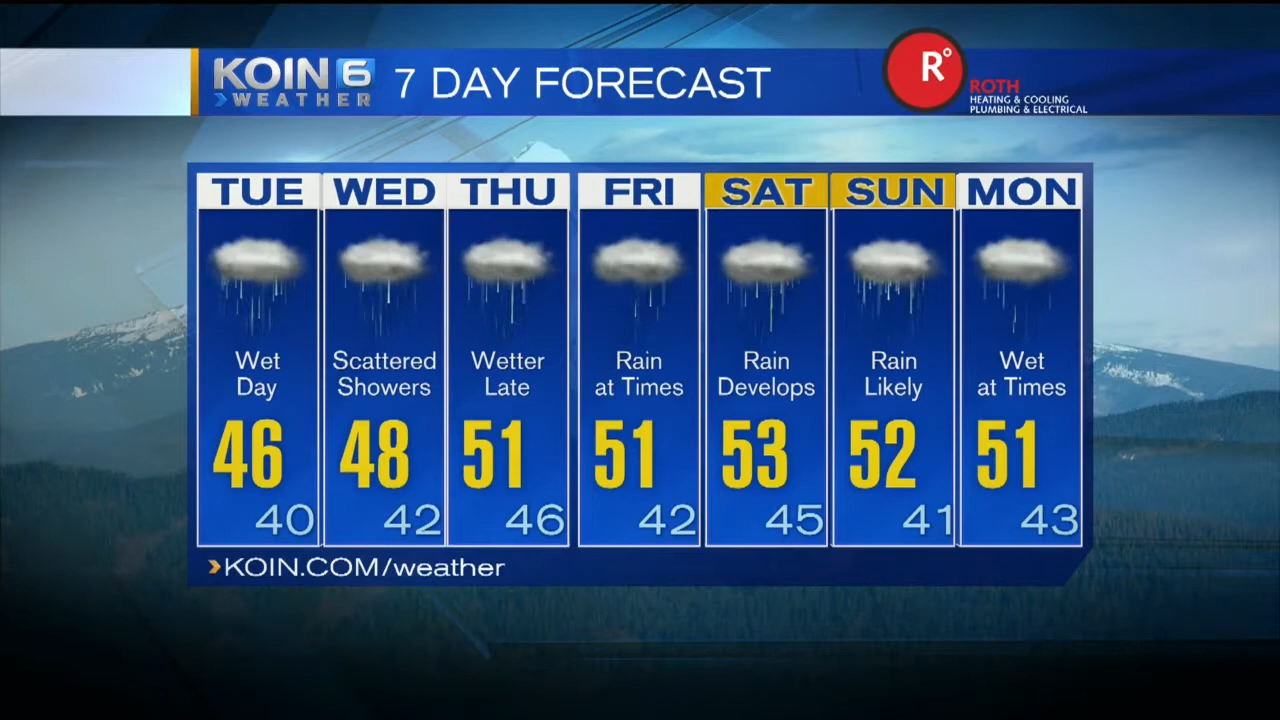 KOIN 6
WEATHER
7 DAY FORECAST
R°
ROTH
HEATING & COOLING
PLUMBING & ELECTRICAL
TUE WED THU FRI SAT SUN MON
Wet Scattered Wetter Rain Rain Rain Wet
Day Showers Late at Times Develops Likely at Times
46 48 51 51 53 52 51
40 42 46 42 45 41 43
KOIN.COM/weather